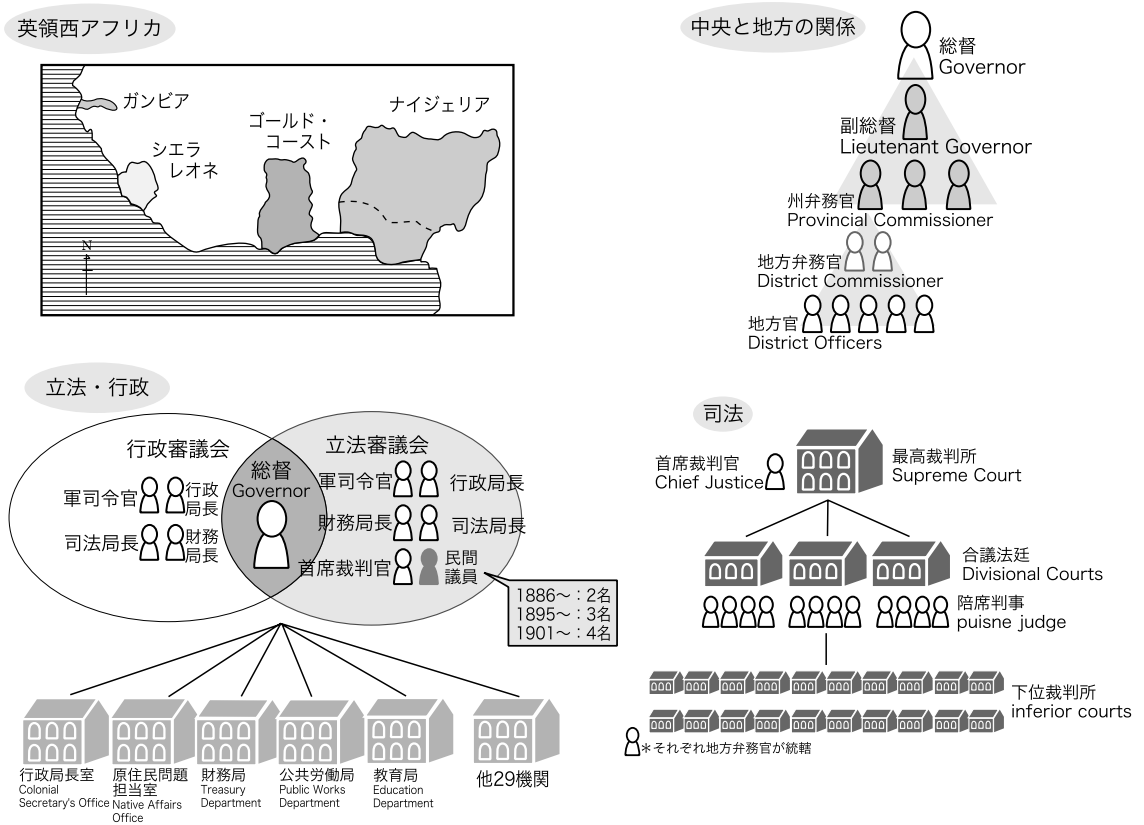 英領西アフリカ
ガンビア
シエラ
レオネ
ゴールド・
コースト
ナイジェリア
N
中央と地方の関係
総督
Governor
副総督
Lieutenant Governor
州弁務官
Provincial Commissioner
地方弁務官
District Commissioner
地方官
District Officers
立法・行政
行政審議会
軍司令官
行政
局長
司法局長
財務
局長
総督
Governor
立法審議会
軍司令官
行政局長
財務局長
司法局長
首席裁判官
民間
議員
1886〜：2名
1895〜：3名
1901〜：4名
行政局長室
Colonial
Secretary's Office
原住民問題
担当室
Native Affairs
Office
財務局
Treasury
Department
公共労働局
Public Works
Department
教育局
Education
Department
他29機関
司法
首席裁判官
Chief Justice
最高裁判所
Supreme Court
合議法廷
Divisional Courts
陪席判事
puisne judge
下位裁判所
inferior courts
＊それぞれ地方弁務官が統轄